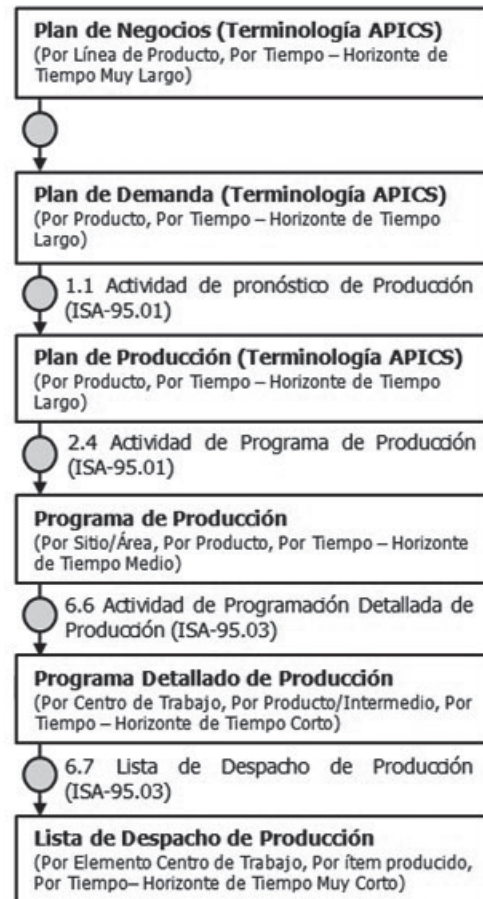 Plan de Negocios (Terminología APICS)
(Por Línea de Producto, Por Tiempo – Horizonte de
Tiempo Muy Largo)
Plan de Demanda (Terminología APICS)
(Por Producto, Por Tiempo – Horizonte de Tiempo
Largo)
1.1 Actividad de pronóstico de Producción
(ISA-95.01)
Plan de Producción (Terminología APICS)
(Por Producto, Por Tiempo – Horizonte de Tiempo
Largo)
2.4 Actividad de Programa de Producción
(ISA-95.01)
Programa de Producción
(Por Sitio/Área, Por Producto, Por Tiempo – Horizonte
de Tiempo Medio)
6.6 Actividad de Programación Detallada de
Producción (ISA-95.03)
Programa Detallado de Producción
(Por Centro de Trabajo, Por Producto/Intermedio, Por
Tiempo – Horizonte de Tiempo Corto)
6.7 Lista de Despacho de Producción
(ISA-95.03)
Lista de Despacho de Producción
(Por Elemento Centro de Trabajo, Por ítem producido,
Por Tiempo– Horizonte de Tiempo Muy Corto)